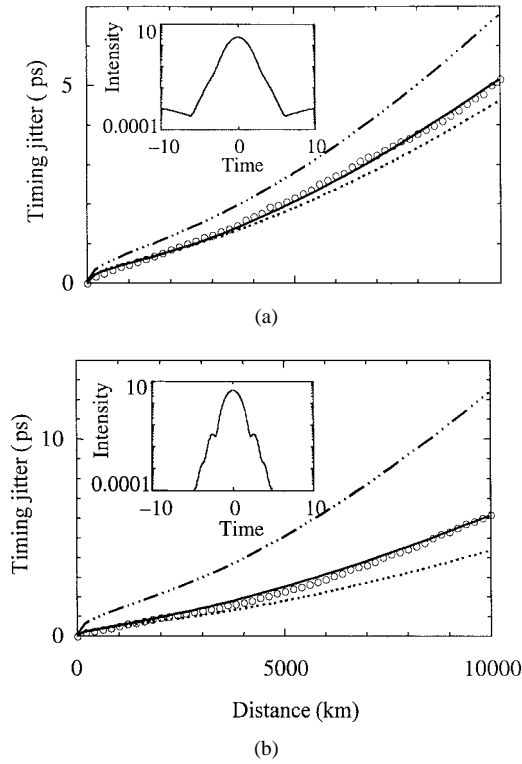 Timing jitter ( ps)
5
0
Intensity
10
0.0001
−10
0
10
Time
(a)
Timing jitter ( ps)
10
0
Intensity
10
0.0001
−10
0
10
Time
0
5000
10000
Distance (km)
(b)